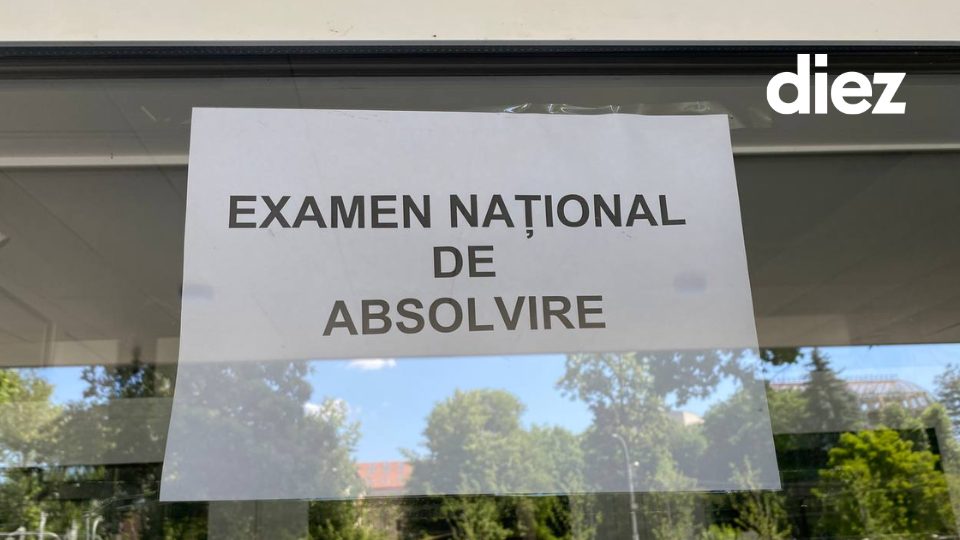 diez
EXAMEN NAȚIONAL
DE
ABSOLVIRE